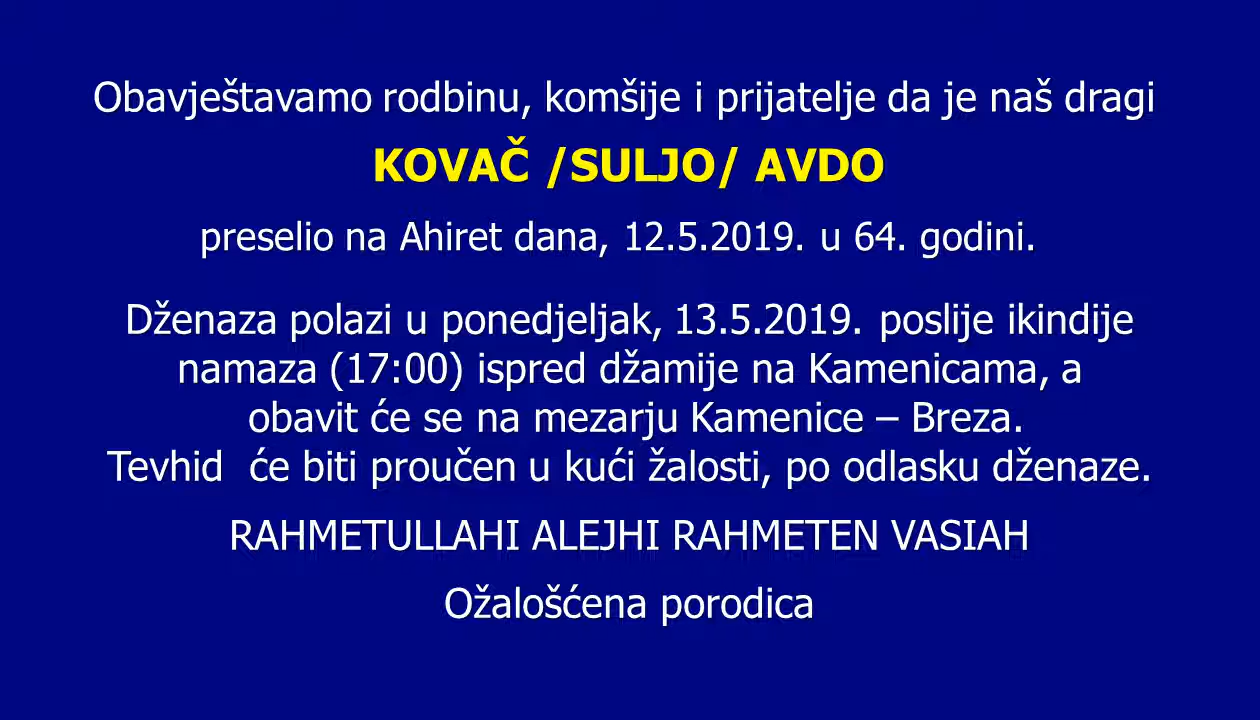 Obavještavamo rodbinu, komšije i prijatelje da je naš dragi
KOVAČ /SULJO/ AVDO
preselio na Ahiret dana, 12.5.2019. u 64. godini.
Dženaza polazi u ponedjeljak, 13.5.2019. poslije ikindije
namaza (17:00) ispred džamije na Kamenicama, a
obavit će se na mezarju Kamenice – Breza.
Tevhid  će biti proučen u kući žalosti, po odlasku dženaze.
RAHMETULLAHI ALEJHI RAHMETEN VASIAH
Ožalošćena porodica